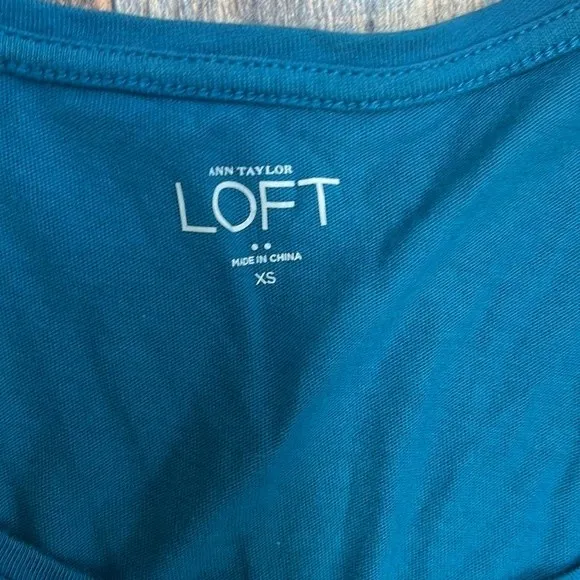 ANN TAYLOR
LOFT
MADE IN CHINA
XS